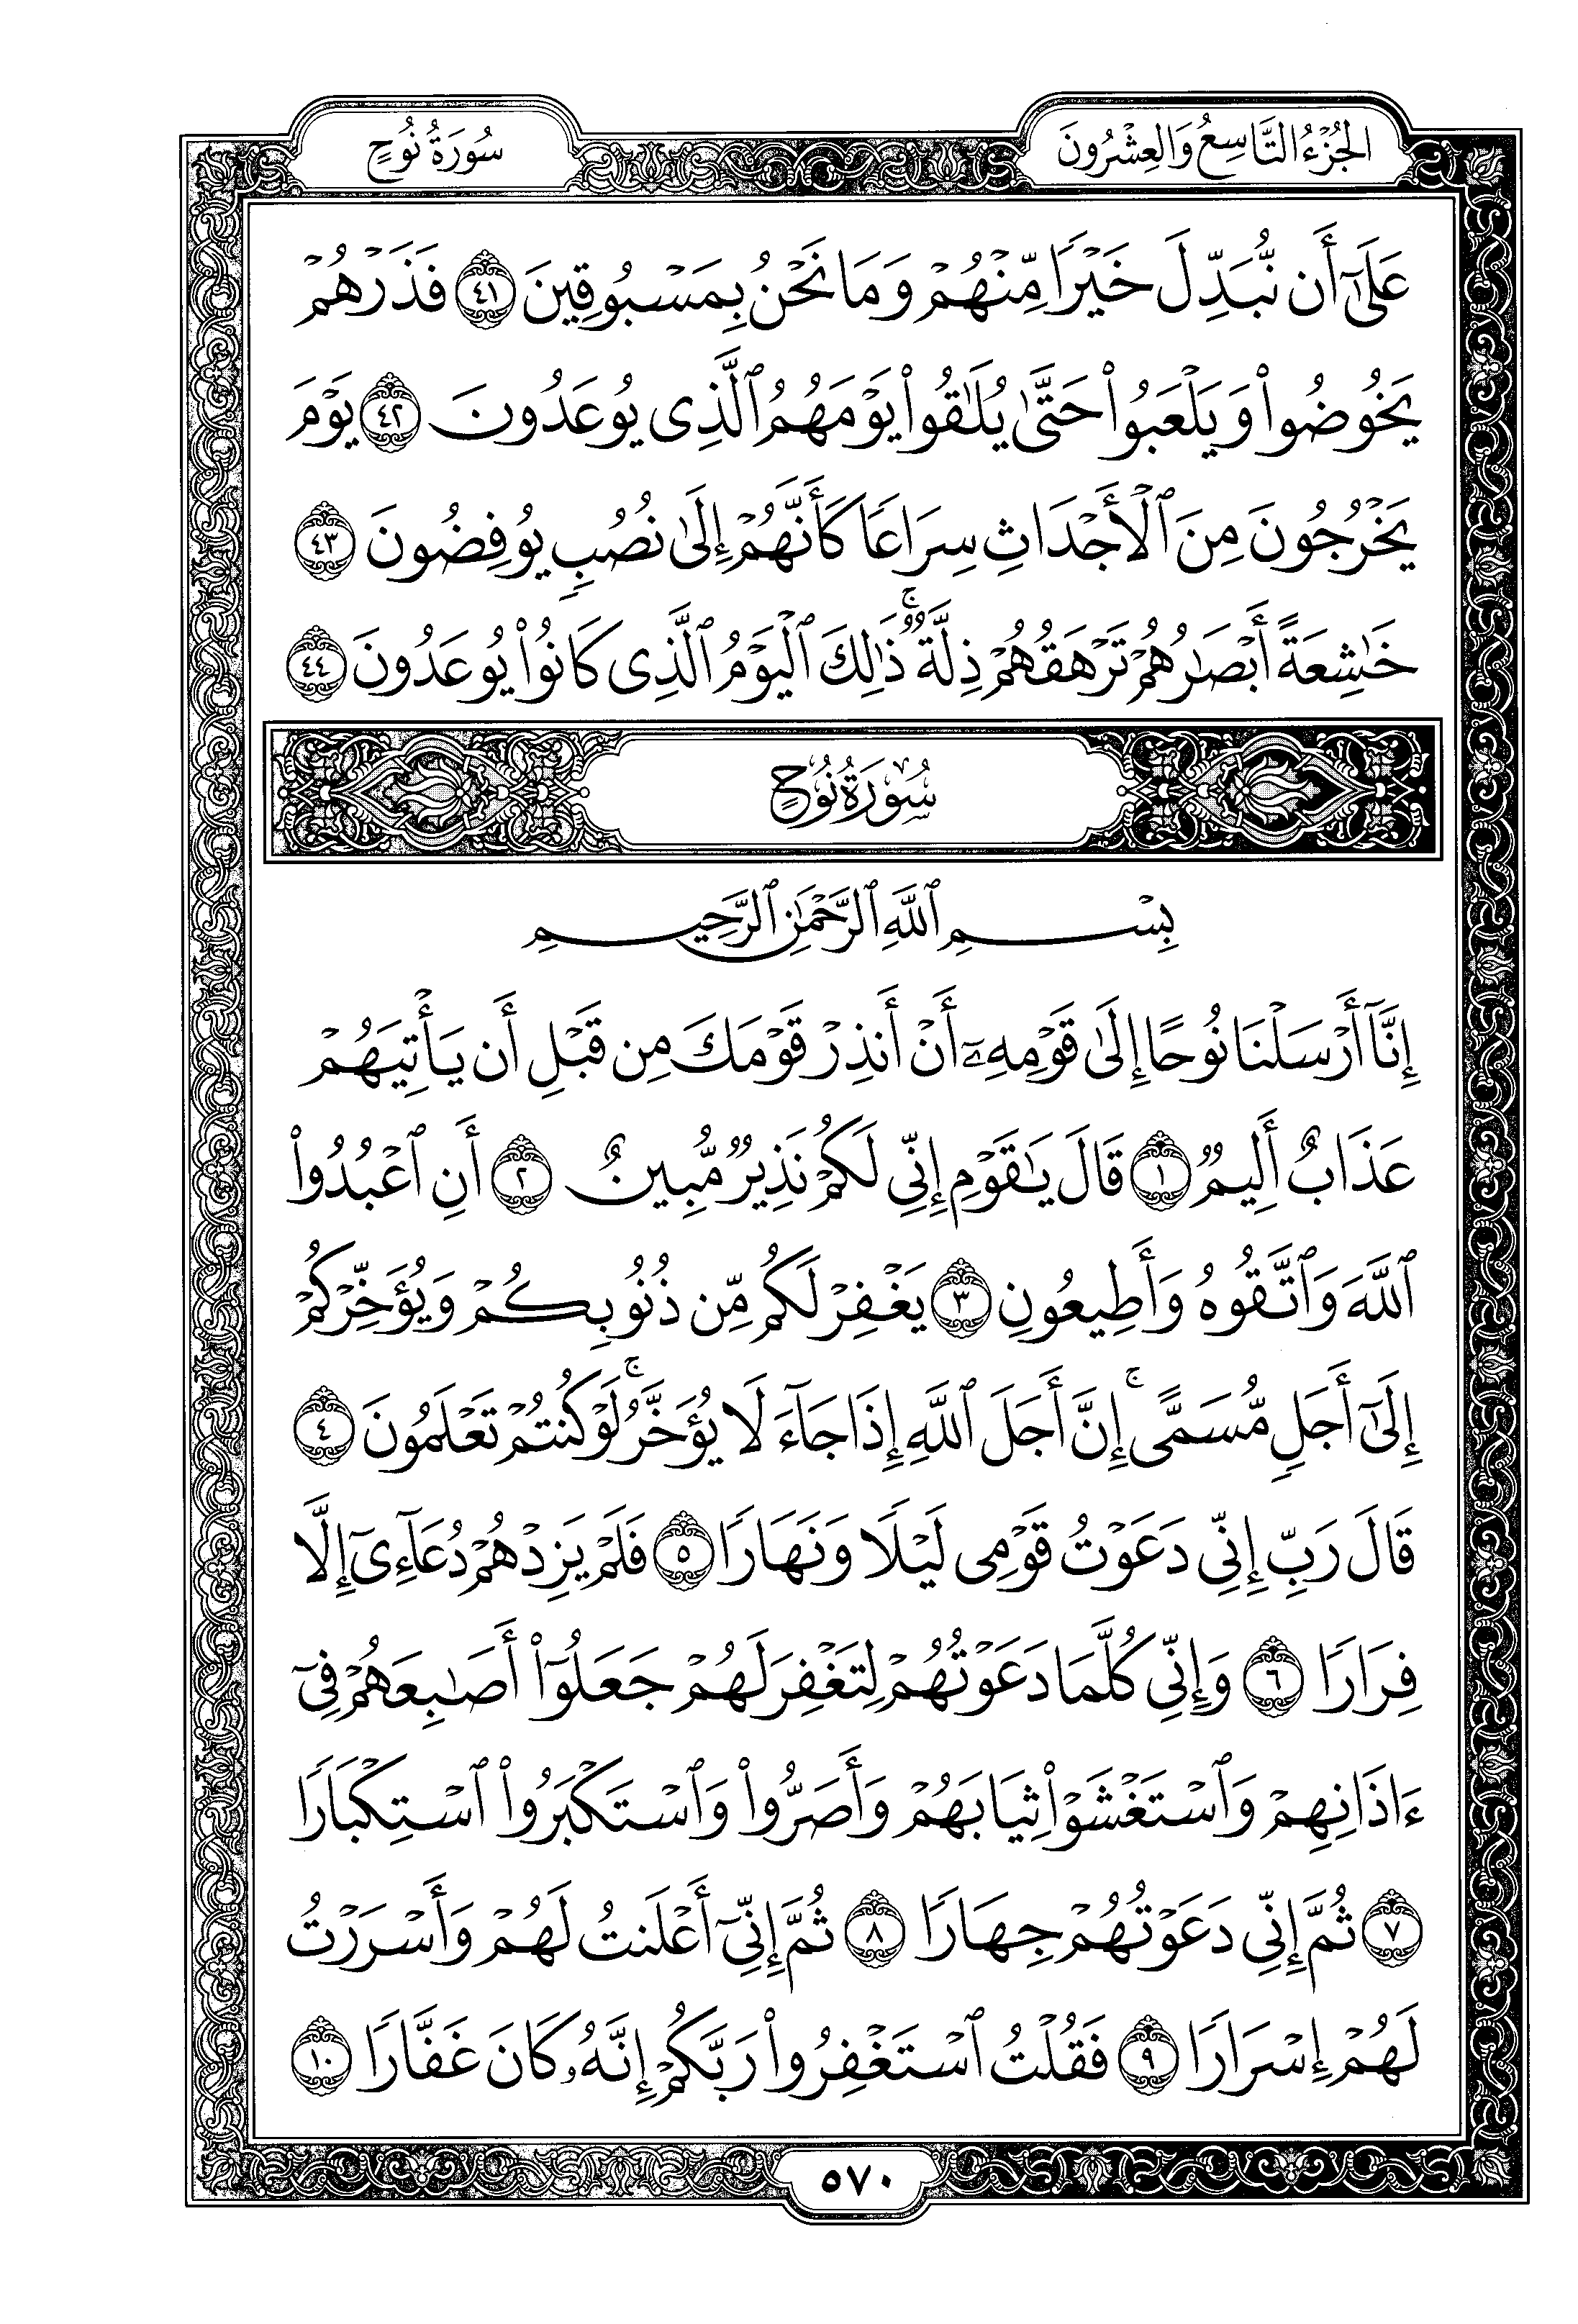 الجُزْءُ التَّاسِعُ وَالعِشْرُونَ
سُورَةُ نُوحٍ
عَلَىٰٓ أَن نُّبَدِّلَ خَيْرٗا مِّنْهُمْ وَمَا نَحْنُ بِمَسْبُوقِينَ ٤١ فَذَرْهُمْ
يَخُوضُواْ وَيَلْعَبُواْ حَتَّىٰ يُلَٰقُواْ يَوْمَهُمُ ٱلَّذِي يُوعَدُونَ ٤٢ يَوْمَ
يَخْرُجُونَ مِنَ ٱلْأَجْدَاثِ سِرَاعٗا كَأَنَّهُمْ إِلَىٰ نُصُبٖ يُوفِضُونَ ٤٣
خَٰشِعَةً أَبْصَٰرُهُمْ تَرْهَقُهُمْ ذِلَّةٞۚ ذَٰلِكَ ٱلْيَوْمُ ٱلَّذِي كَانُواْ يُوعَدُونَ ٤٤
سُورَةُ نُوحٍ
بِسْمِ ٱللَّهِ ٱلرَّحْمَٰنِ ٱلرَّحِيمِ
إِنَّآ أَرْسَلْنَا نُوحًا إِلَىٰ قَوْمِهِۦٓ أَنْ أَنذِرْ قَوْمَكَ مِن قَبْلِ أَن يَأْتِيَهُمْ
عَذَابٌ أَلِيمٞ ١ قَالَ يَٰقَوْمِ إِنِّي لَكُمْ نَذِيرٞ مُّبِينٌ ٢ أَنِ ٱعْبُدُواْ
ٱللَّهَ وَٱتَّقُوهُ وَأَطِيعُونِ ٣ يَغْفِرْ لَكُم مِّن ذُنُوبِكُمْ وَيُؤَخِّرْكُمْ
إِلَىٰٓ أَجَلٖ مُّسَمًّىۚ إِنَّ أَجَلَ ٱللَّهِ إِذَا جَآءَ لَا يُؤَخَّرُۚ لَوْ كُنتُمْ تَعْلَمُونَ ٤
قَالَ رَبِّ إِنِّي دَعَوْتُ قَوْمِي لَيْلٗا وَنَهَارٗا ٥ فَلَمْ يَزِدْهُمْ دُعَآءِيٓ إِلَّا
فِرَارٗا ٦ وَإِنِّي كُلَّمَا دَعَوْتُهُمْ لِتَغْفِرَ لَهُمْ جَعَلُوٓاْ أَصَٰبِعَهُمْ فِيٓ
ءَاذَانِهِمْ وَٱسْتَغْشَوْاْ ثِيَابَهُمْ وَأَصَرُّواْ وَٱسْتَكْبَرُواْ ٱسْتِكْبَارٗا
٧ ثُمَّ إِنِّي دَعَوْتُهُمْ جِهَارٗا ٨ ثُمَّ إِنِّيٓ أَعْلَنتُ لَهُمْ وَأَسْرَرْتُ
لَهُمْ إِسْرَارٗا ٩ فَقُلْتُ ٱسْتَغْفِرُواْ رَبَّكُمْ إِنَّهُۥ كَانَ غَفَّارٗا ١٠
٥٧٠